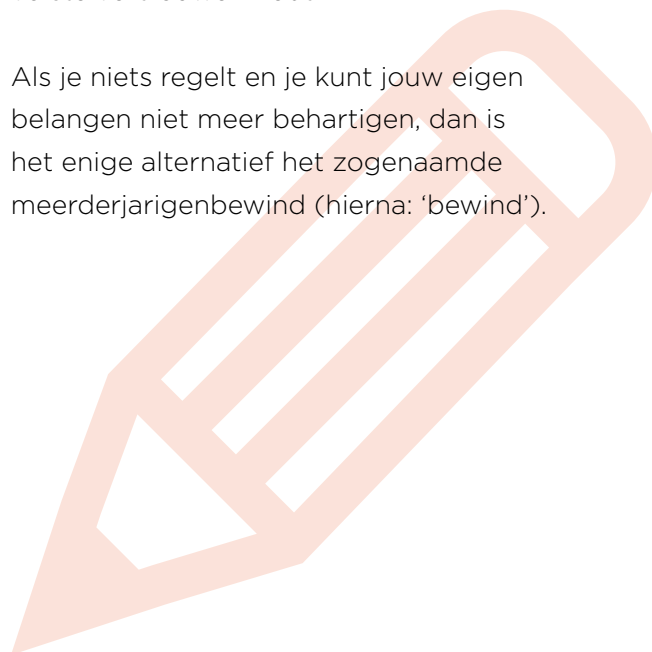 Als je niets regelt en je kunt jouw eigen
belangen niet meer behartigen, dan is
het enige alternatief het zogenaamde
meerderjarigenbewind (hierna: ‘bewind’).